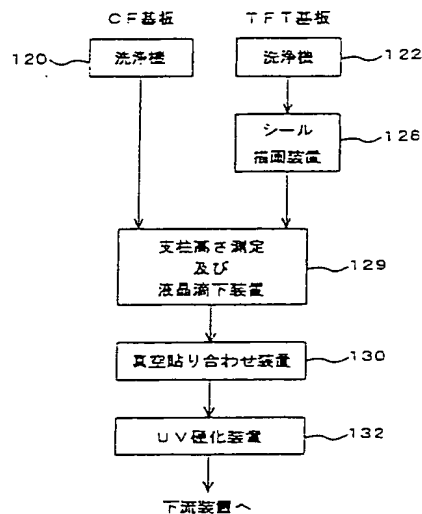 CF基板
TFT基板
120
洗浄機
洗浄機
122
シール
描画装置
126
支柱高さ測定
及び
液晶滴下装置
129
真空貼り合わせ装置
130
UV硬化装置
132
下流装置へ